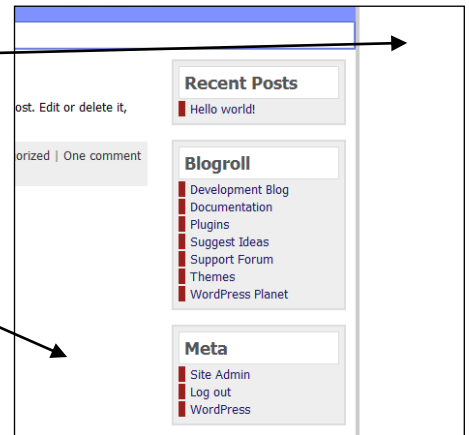 ost. Edit or delete it,
orized | One comment
Recent Posts
Hello world!
Blogroll
Development Blog
Documentation
Plugins
Suggest Ideas
Support Forum
Themes
WordPress Planet
Meta
Site Admin
Log out
WordPress